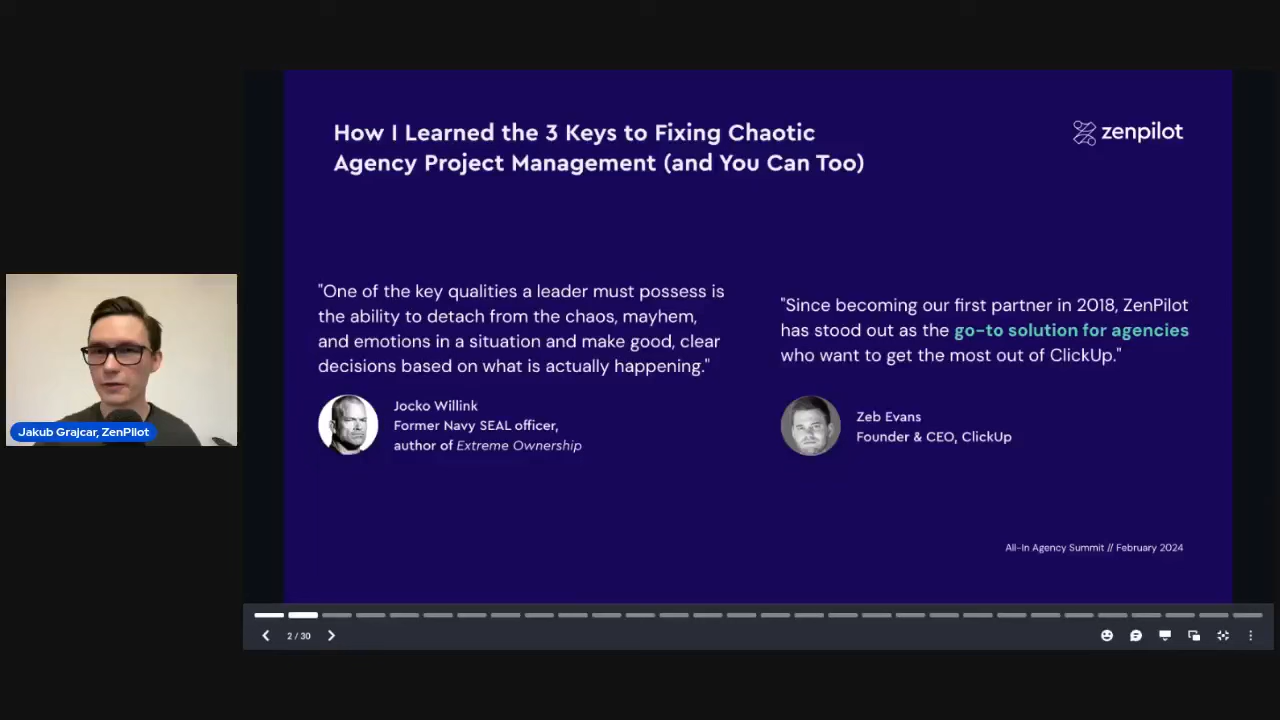 How I Learned the 3 Keys to Fixing Chaotic
Agency Project Management (and You Can Too)
zenpilot
"One of the key qualities a leader must possess is
the ability to detach from the chaos, mayhem,
and emotions in a situation and make good, clear
decisions based on what is actually happening."
Jocko Willink
Former Navy SEAL officer,
author of Extreme Ownership
"Since becoming our first partner in 2018, ZenPilot
has stood out as the go-to solution for agencies
who want to get the most out of ClickUp."
Zeb Evans
Founder & CEO, ClickUp
Jakub Grajcar, ZenPilot
All-In Agency Summit // February 2024
2 / 30